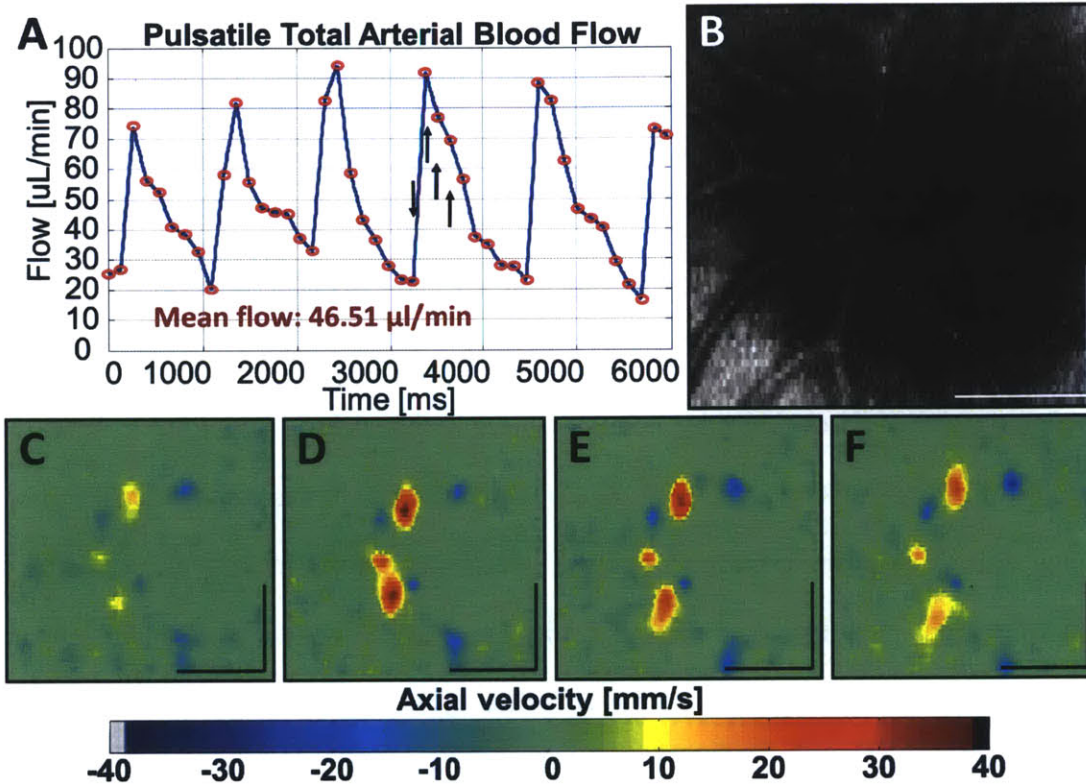 A
Pulsatile Total Arterial Blood Flow
B
100
90
80
70
60
50
40
30
20
10
0
Flow [uL/min]
Mean flow: 46.51 µl/min
0 1000 2000 3000 4000 5000 6000
Time [ms]
C
D
E
F
Axial velocity [mm/s]
-40 -30 -20 -10 0 10 20 30 40